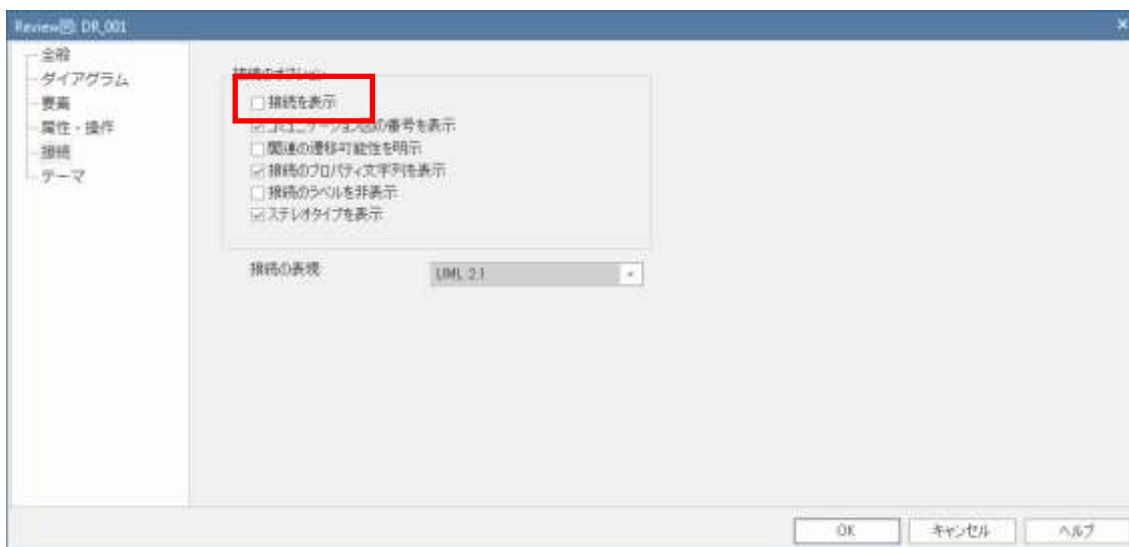 Review図: DR_001
全般
ダイアグラム
要素
属性・操作
接続
テーマ
接続のオプション
接続を表示
コミュニケーション図の番号を表示
関連の遷移可能性を明示
接続のプロパティ文字列を表示
接続のラベルを非表示
ステレオタイプを表示
接続の表現
UML 2.1
OK
キャンセル
ヘルプ